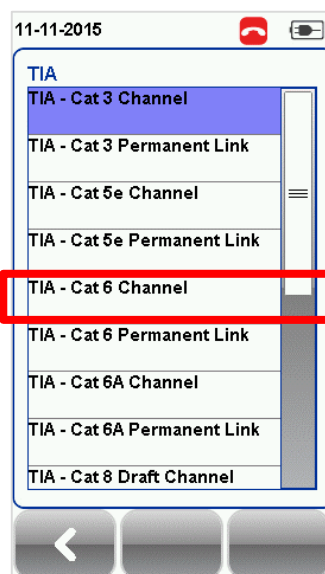 11-11-2015
TIA
TIA - Cat 3 Channel
TIA - Cat 3 Permanent Link
TIA - Cat 5e Channel
TIA - Cat 5e Permanent Link
TIA - Cat 6 Channel
TIA - Cat 6 Permanent Link
TIA - Cat 6A Channel
TIA - Cat 6A Permanent Link
TIA - Cat 8 Draft Channel